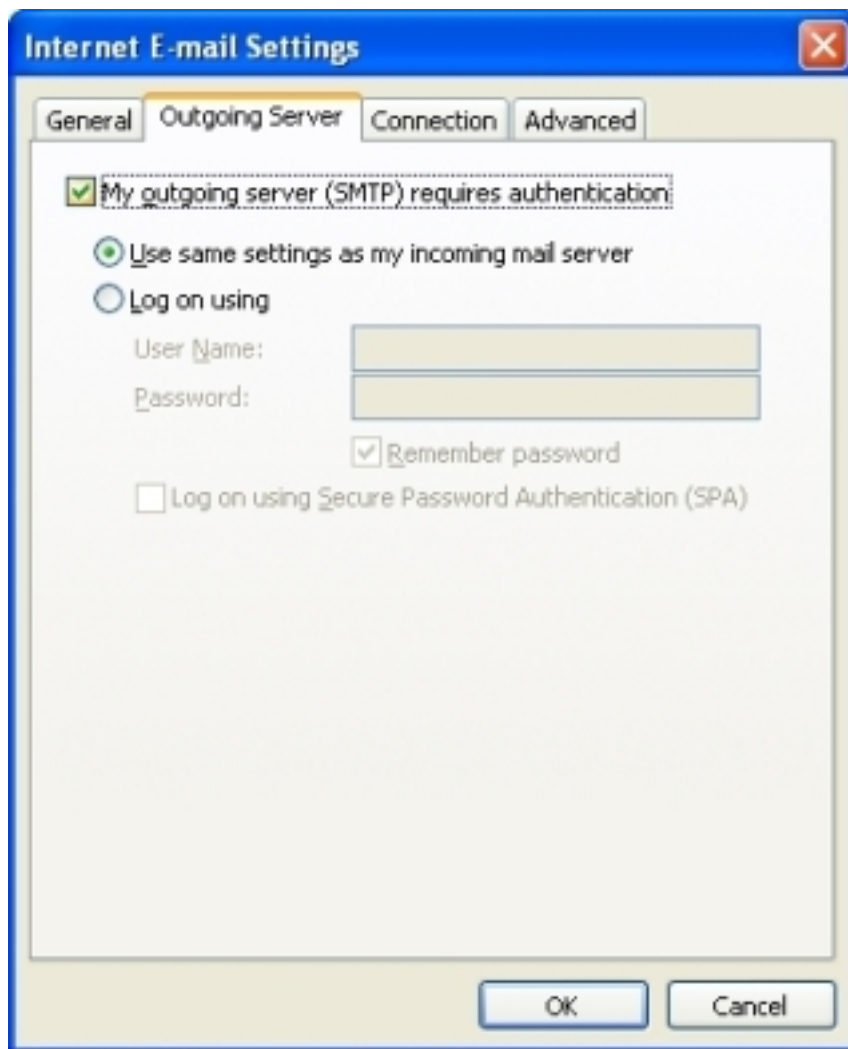 Internet E-mail Settings
General Outgoing Server Connection Advanced
My outgoing server (SMTP) requires authentication
Use same settings as my incoming mail server
Log on using
User Name:
Password:
Remember password
Log on using Secure Password Authentication (SPA)
OK Cancel